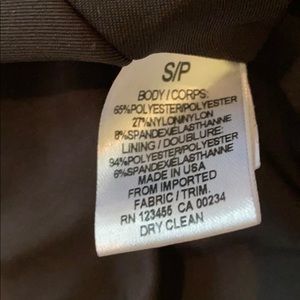 S/P
BODY/CORPS:
65%POLYESTER/POLYESTER
27%NYLON/NYLON
8%SPANDEX/ELASTHANNE
LINING / DOUBLURE:
94%POLYESTER/POLYESTER
6%SPANDEX/ELASTHANNE
MADE IN USA
FROM IMPORTED
FABRIC / TRIM.
RN 123455 CA 00234
DRY CLEAN